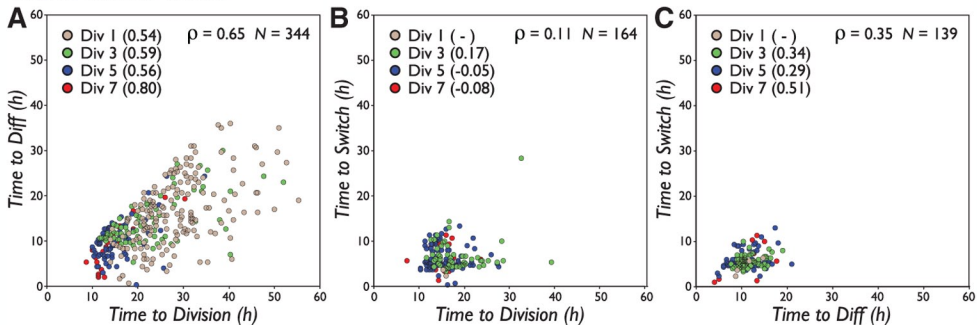 A
Div 1 (0.54)
Div 3 (0.59)
Div 5 (0.56)
Div 7 (0.80)
ρ = 0.65 N = 344
60
50
40
30
20
10
0
0 10 20 30 40 50 60
Time to Diff (h)
Time to Division (h)
B
Div 1 ( - )
Div 3 (0.17)
Div 5 (-0.05)
Div 7 (-0.08)
ρ = 0.11 N = 164
60
50
40
30
20
10
0
0 10 20 30 40 50 60
Time to Switch (h)
Time to Division (h)
C
Div 1 ( - )
Div 3 (0.34)
Div 5 (0.29)
Div 7 (0.51)
ρ = 0.35 N = 139
60
50
40
30
20
10
0
0 10 20 30 40 50 60
Time to Switch (h)
Time to Diff (h)